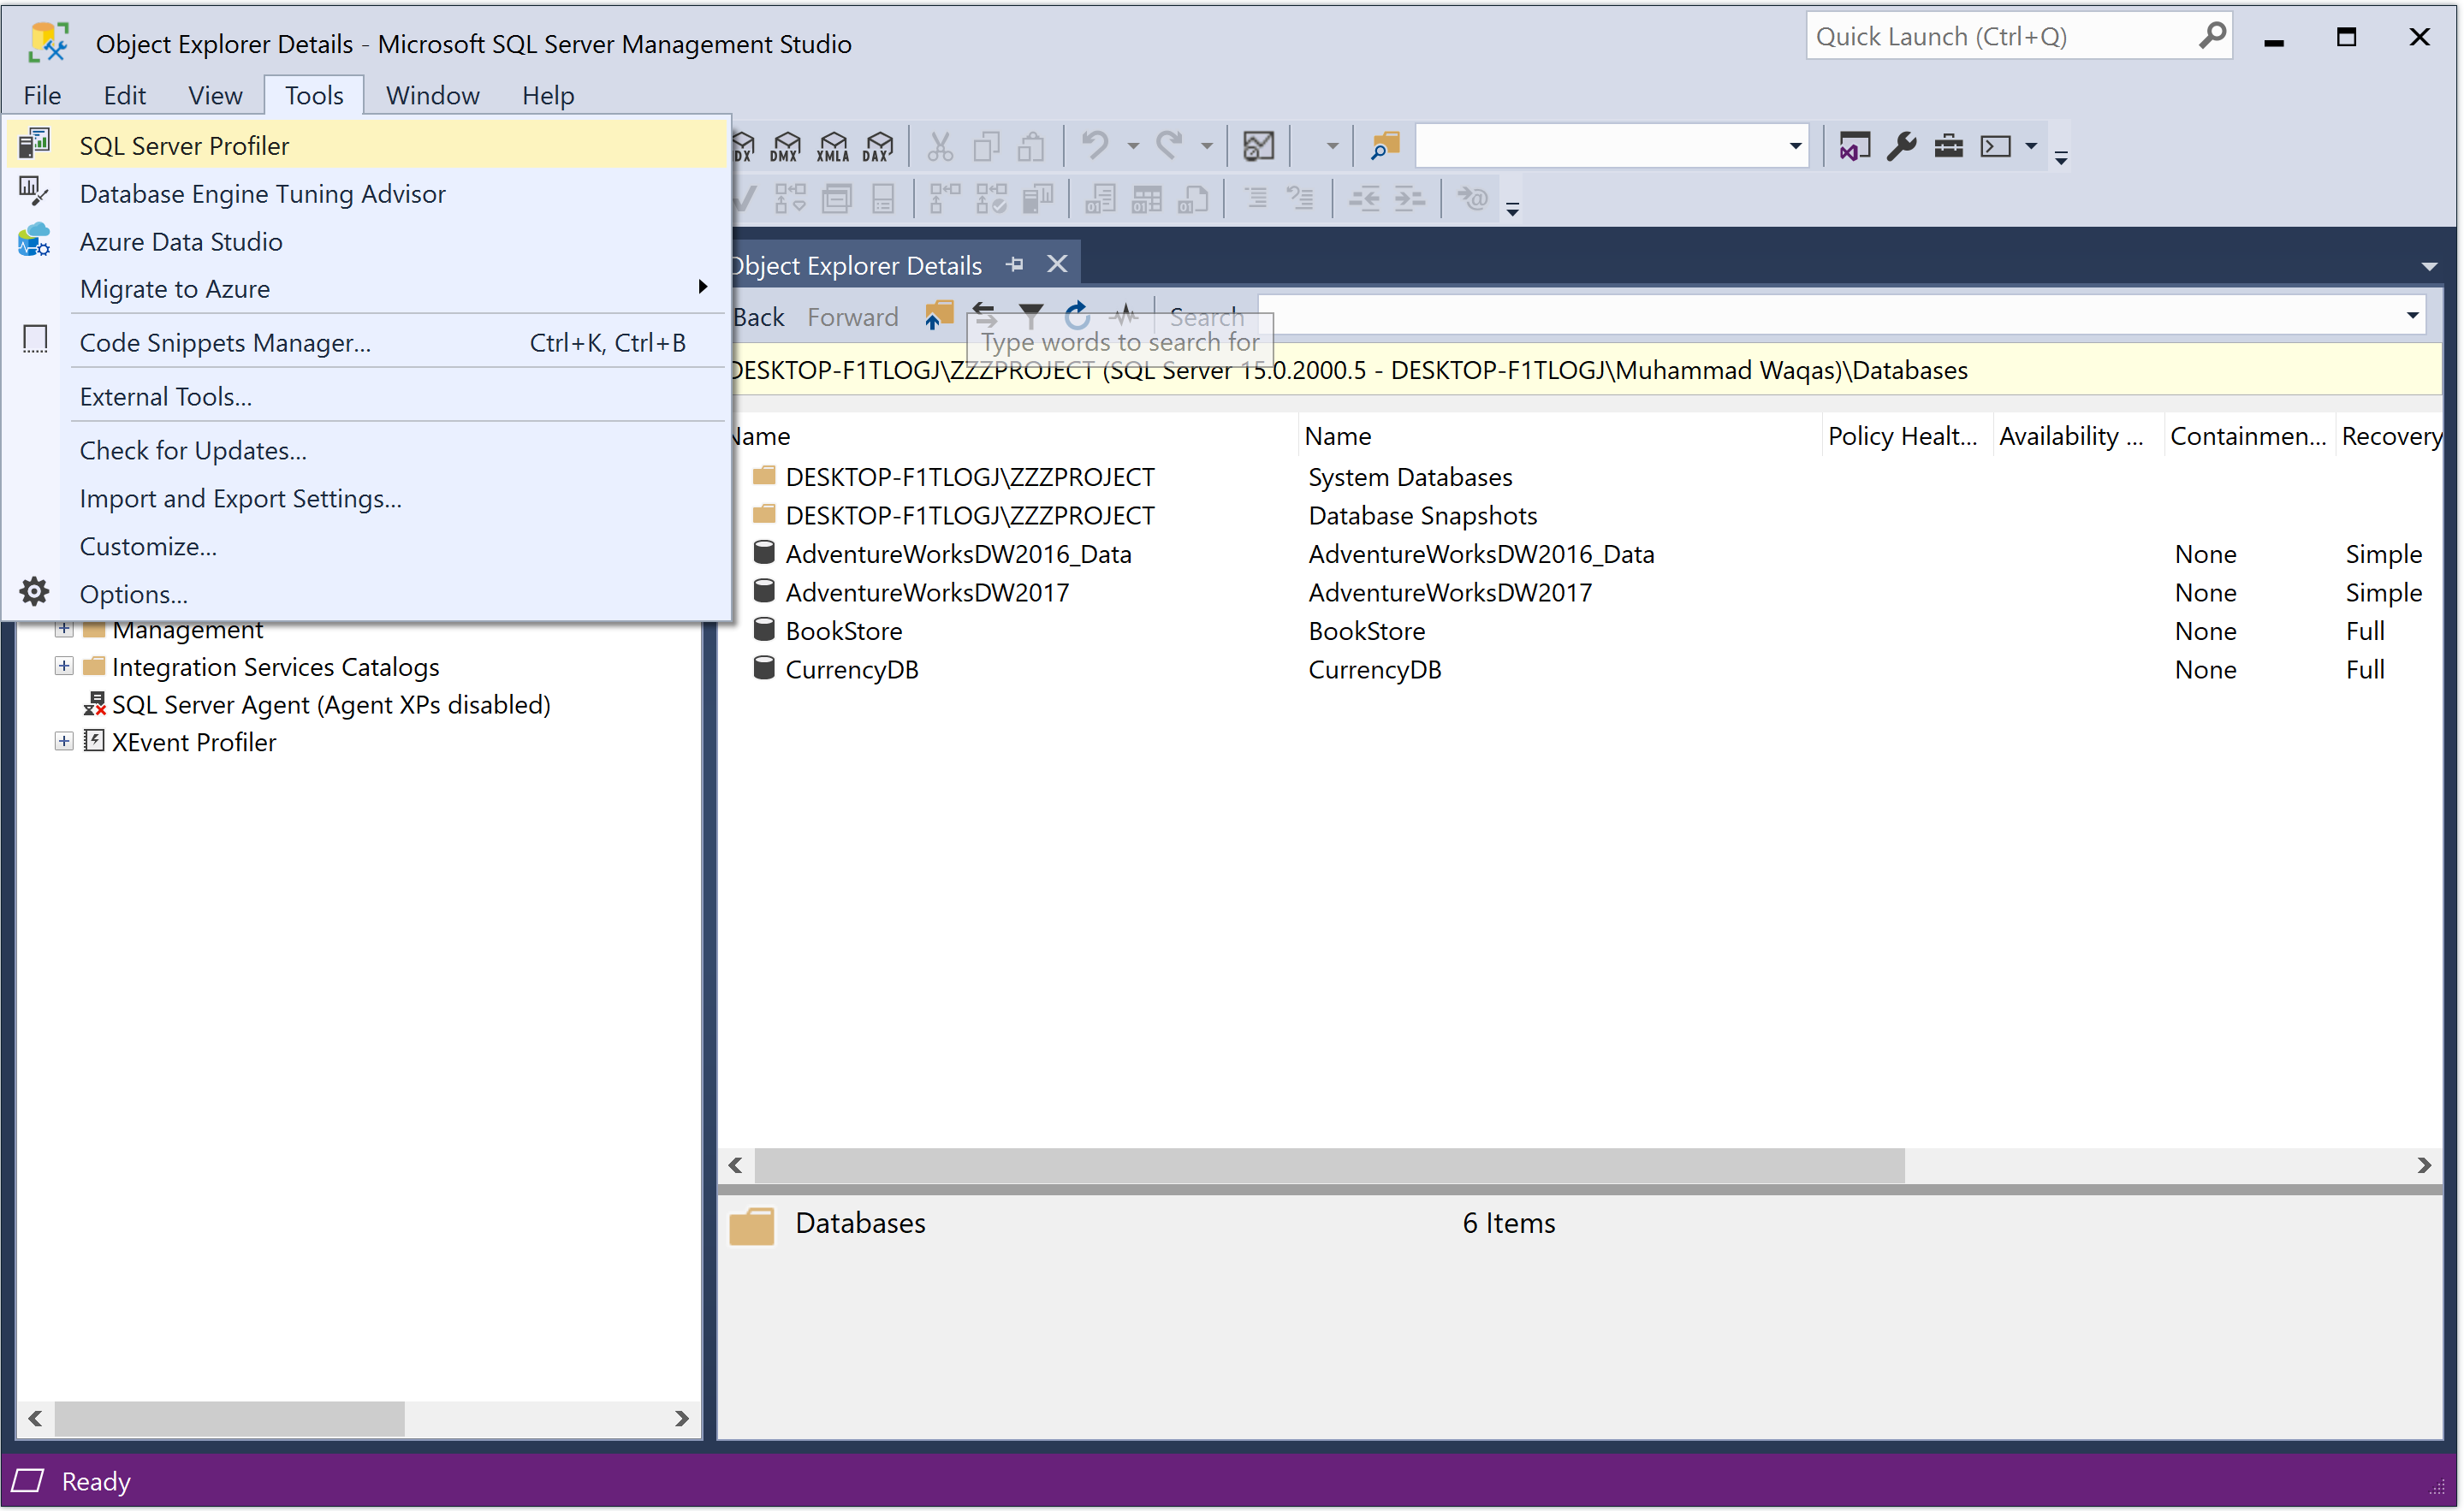 Object Explorer Details - Microsoft SQL Server Management Studio
Quick Launch (Ctrl+Q)
File Edit View Tools Window Help
SQL Server Profiler
Database Engine Tuning Advisor
Azure Data Studio
Migrate to Azure
Code Snippets Manager... Ctrl+K, Ctrl+B
External Tools...
Check for Updates...
Import and Export Settings...
Customize...
Options...
DX DMX XMLA DAX
Object Explorer Details
Back Forward Search
Type words to search for
DESKTOP-F1TLOGJ\ZZZPROJECT (SQL Server 15.0.2000.5 - DESKTOP-F1TLOGJ\Muhammad Waqas)\Databases
Name Name Policy Healt... Availability ... Containmen... Recovery
DESKTOP-F1TLOGJ\ZZZPROJECT System Databases
DESKTOP-F1TLOGJ\ZZZPROJECT Database Snapshots
AdventureWorksDW2016_Data AdventureWorksDW2016_Data None Simple
AdventureWorksDW2017 AdventureWorksDW2017 None Simple
BookStore BookStore None Full
CurrencyDB CurrencyDB None Full
Management
Integration Services Catalogs
SQL Server Agent (Agent XPs disabled)
XEvent Profiler
Databases 6 Items
Ready